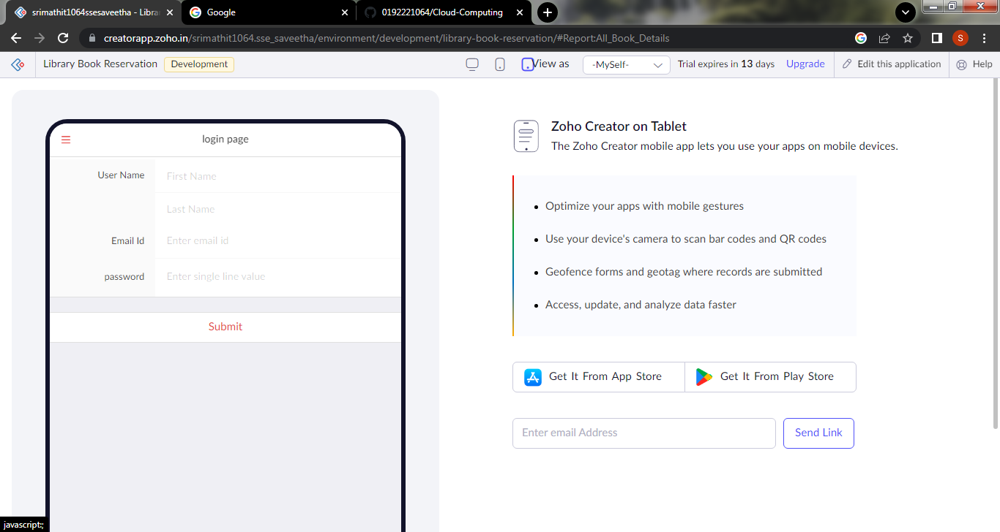 srimathit1064ssesaveetha - Libra
Google
0192221064/Cloud-Computing
creatorapp.zoho.in/srimathit1064.sse_saveetha/environment/development/library-book-reservation/#Report:All_Book_Details
S
Library Book Reservation
Development
View as
-MySelf-
Trial expires in 13 days
Upgrade
Edit this application
Help
login page
User Name
First Name
Last Name
Email Id
Enter email id
password
Enter single line value
Submit
Zoho Creator on Tablet
The Zoho Creator mobile app lets you use your apps on mobile devices.
Optimize your apps with mobile gestures
Use your device's camera to scan bar codes and QR codes
Geofence forms and geotag where records are submitted
Access, update, and analyze data faster
Get It From App Store
Get It From Play Store
Enter email Address
Send Link
javascript:;